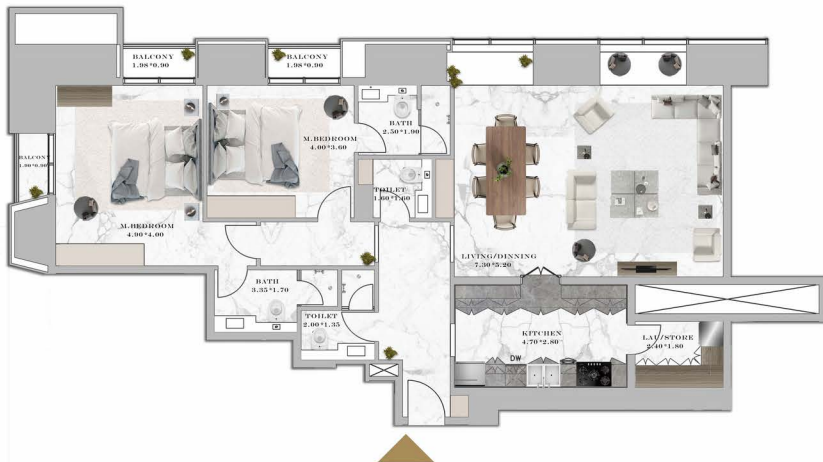 BALCONY
1.98*0.90
BALCONY
1.98*0.90
BATH
2.50*1.90
M.BEDROOM
4.00*3.60
BALCONY
TOILET
1.60*1.60
M.BEDROOM
4.90*4.00
LIVING/DINNING
7.30*5.20
BATH
3.35*1.70
TOILET
2.00*1.35
KITCHEN
4.70*2.80
LAU/STORE
2.40*1.80
DW